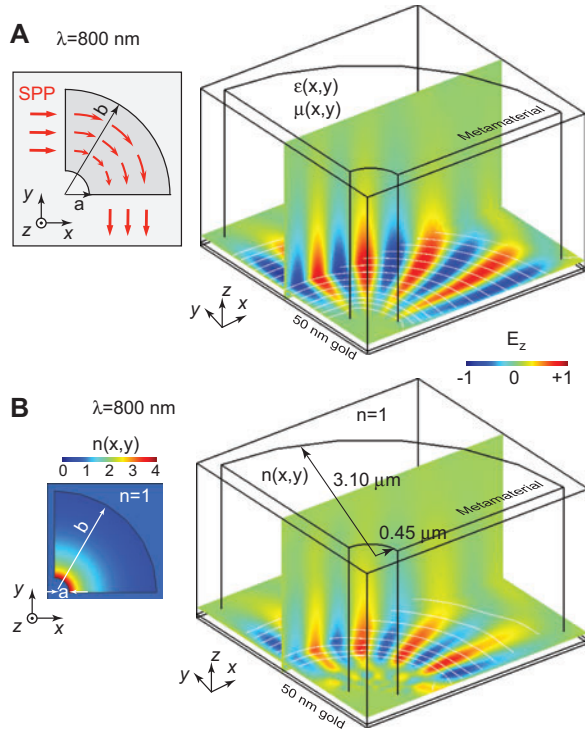 A
λ=800 nm
SPP
b
a
y
z
x
ε(x,y)
μ(x,y)
Metamaterial
z
y
x
50 nm gold
E_z
-1 0 +1
B
λ=800 nm
n(x,y)
0 1 2 3 4
n=1
b
a
y
z
x
n=1
n(x,y)
3.10 μm
Metamaterial
0.45 μm
z
y
x
50 nm gold